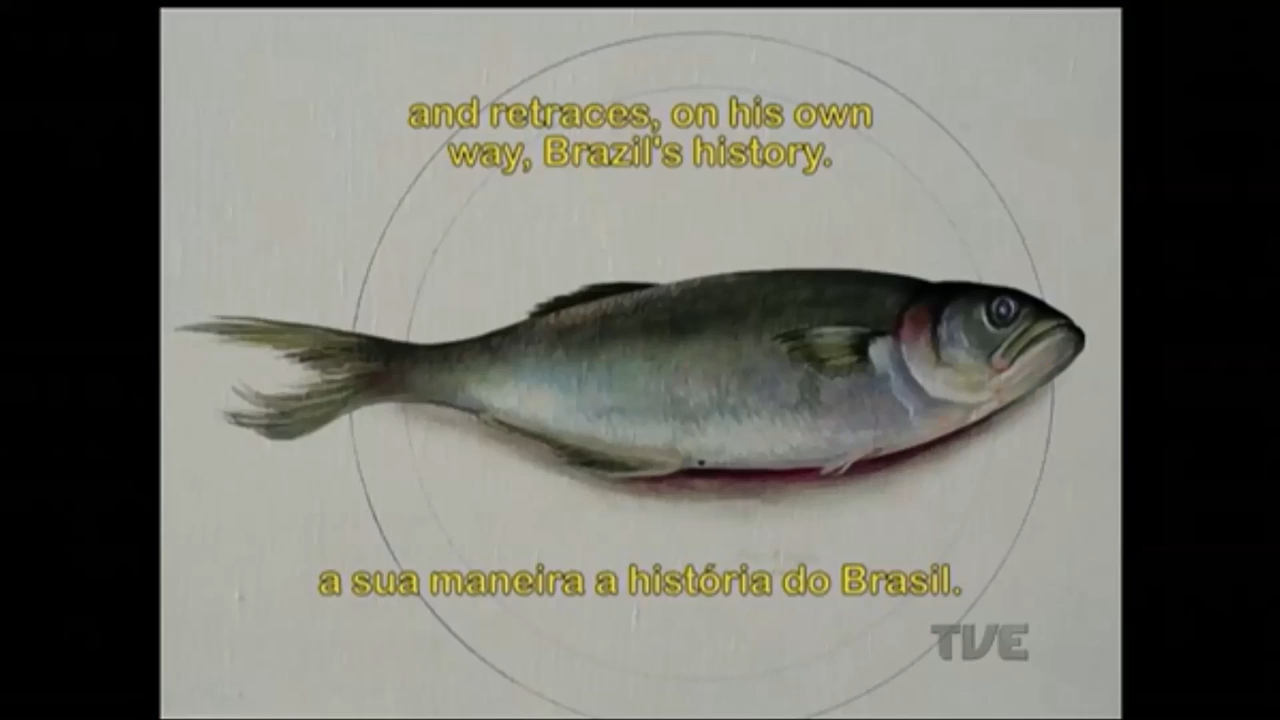 and retraces, on his own
way, Brazil's history.
a sua maneira a história do Brasil.
TVE